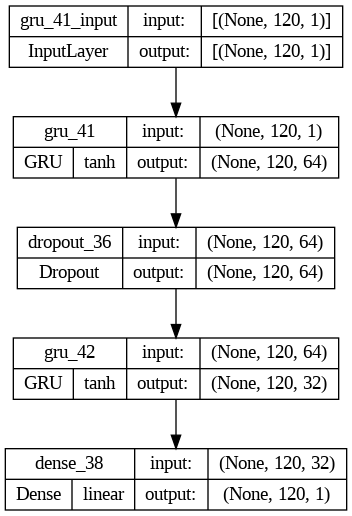 gru_41_input input: [(None, 120, 1)]
InputLayer output: [(None, 120, 1)]
gru_41 input: (None, 120, 1)
GRU tanh output: (None, 120, 64)
dropout_36 input: (None, 120, 64)
Dropout output: (None, 120, 64)
gru_42 input: (None, 120, 64)
GRU tanh output: (None, 120, 32)
dense_38 input: (None, 120, 32)
Dense linear output: (None, 120, 1)